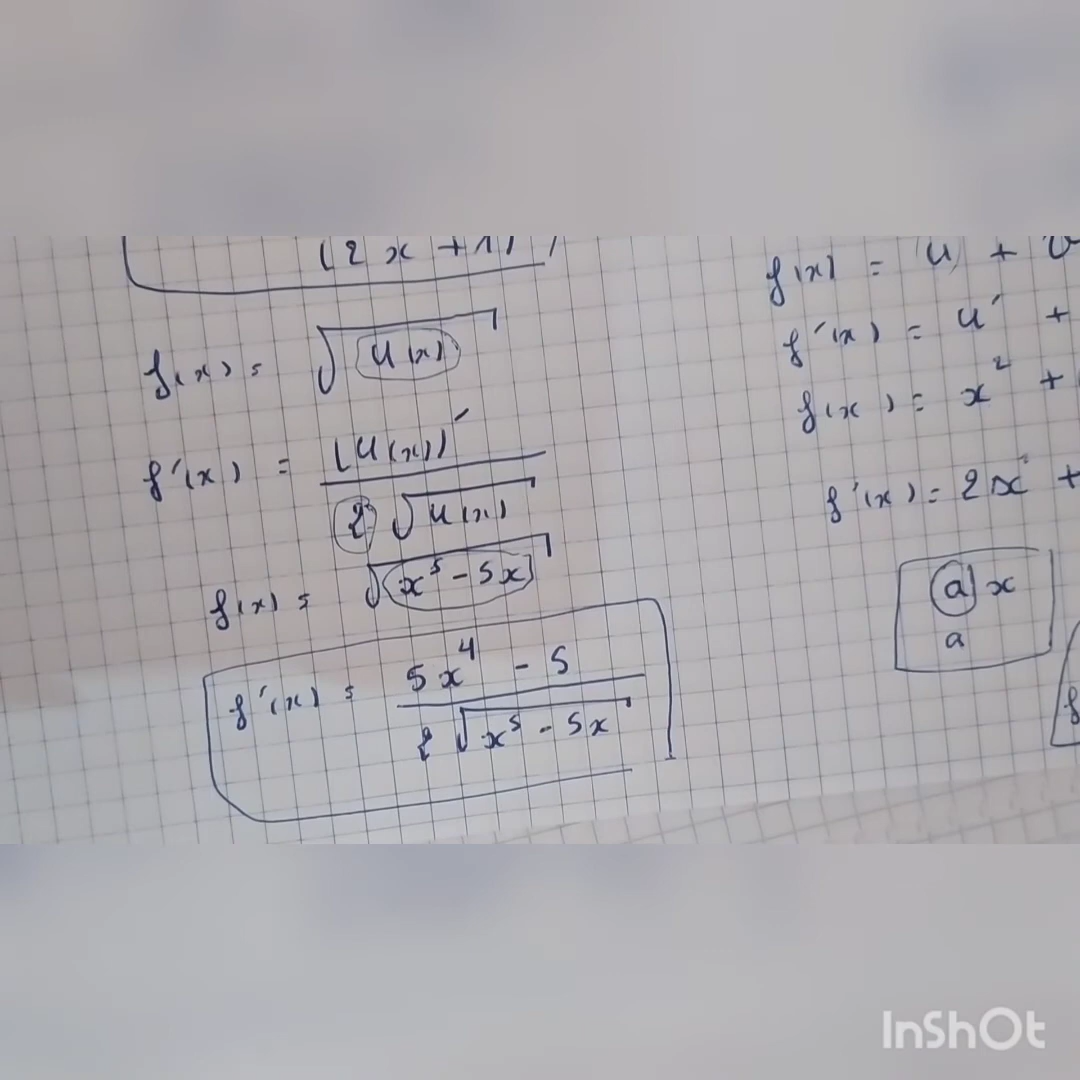 (2x+1)
f(x) = √u(x)
f'(x) = (u(x))' / 2√u(x)
f(x) = √x⁵ - 5x
f'(x) = 5x⁴ - 5 / 2√x⁵ - 5x
f(x) = u +
f'(x) = u' +
f(x) = x² +
f'(x) = 2x +
a x
a
InShOt